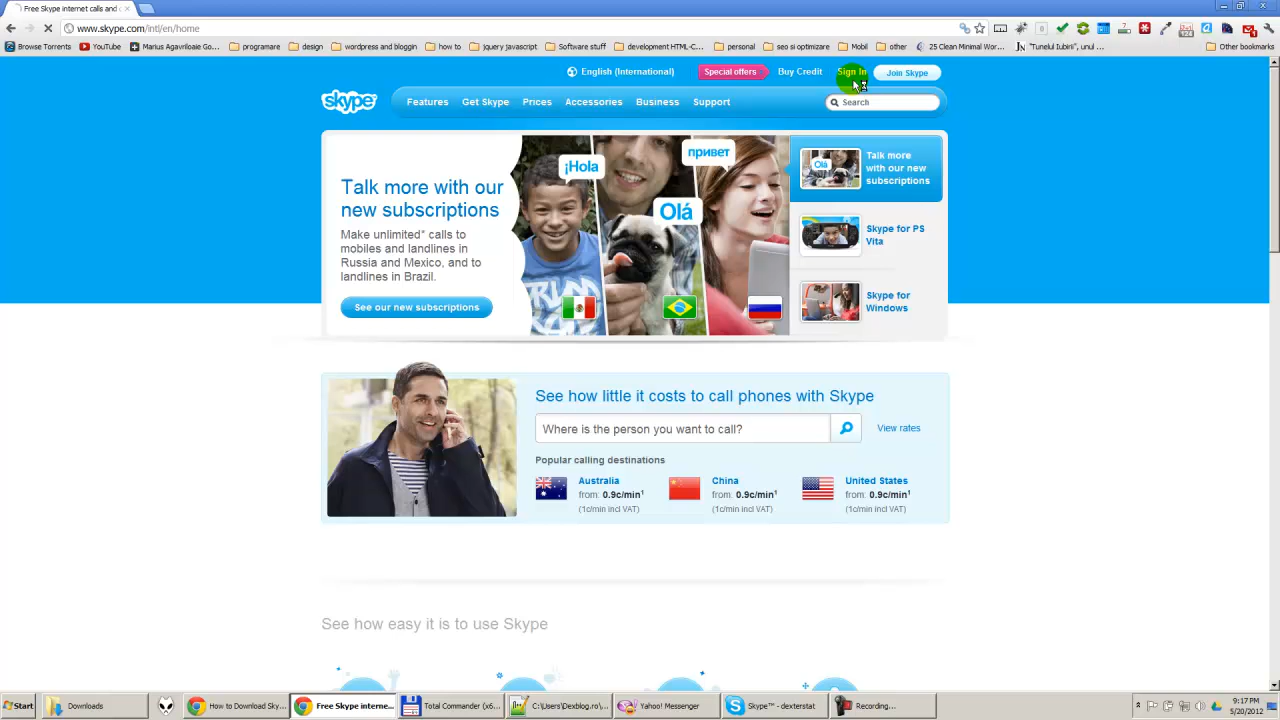 Free Skype internet calls and c
www.skype.com/intl/en/home
Browse Torrents
YouTube
Marius Agavriloaie Go...
programare
design
wordpress and bloggin
how to
jquery javascript
Software stuff
development HTML-C...
personal
seo si optimizare
Mobil
other
25 Clean Minimal Wor...
"Tunelul Iubirii", unul ...
Other bookmarks
English (International)
Special offers
Buy Credit
Sign In
Join Skype
skype
Features
Get Skype
Prices
Accessories
Business
Support
Search
Talk more with our
new subscriptions
Make unlimited* calls to
mobiles and landlines in
Russia and Mexico, and to
landlines in Brazil.
See our new subscriptions
¡Hola
Olá
привет
Olá
Talk more
with our new
subscriptions
Skype for PS
Vita
Skype for
Windows
See how little it costs to call phones with Skype
Where is the person you want to call?
View rates
Popular calling destinations
Australia
from: 0.9c/min¹
(1c/min incl VAT)
China
from: 0.9c/min¹
(1c/min incl VAT)
United States
from: 0.9c/min¹
(1c/min incl VAT)
See how easy it is to use Skype
Start
Downloads
How to Download Sky...
Free Skype interne...
Total Commander (x6...
C:\Users\Dexblog.ro\...
Yahoo! Messenger
Skype™ - dexterstat
Recording...
9:17 PM
5/20/2012